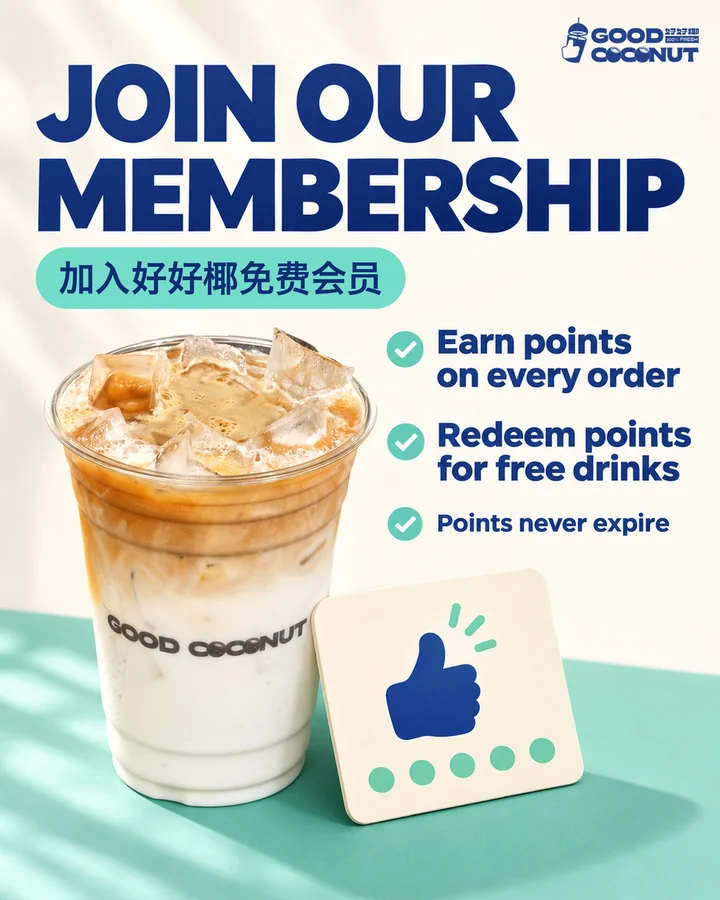 GOOD 好好椰
100% FRESH
COCONUT
JOIN OUR
MEMBERSHIP
加入好好椰免费会员
Earn points
on every order
Redeem points
for free drinks
Points never expire
GOOD COCONUT